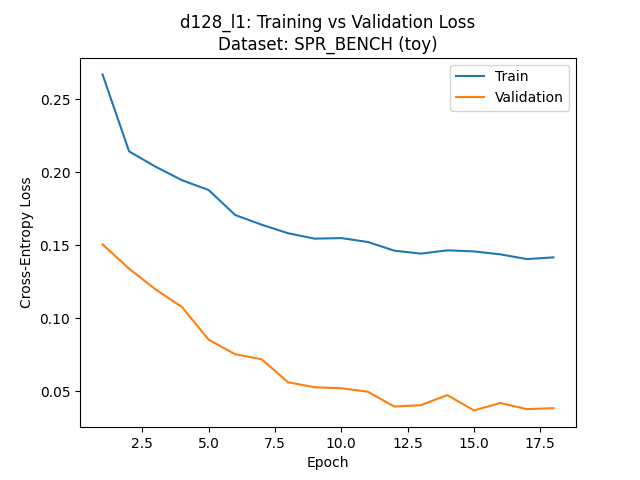 d128_l1: Training vs Validation Loss
Dataset: SPR_BENCH (toy)
Train
Validation
0.25
0.20
0.15
0.10
0.05
Cross-Entropy Loss
2.5
5.0
7.5
10.0
12.5
15.0
17.5
Epoch